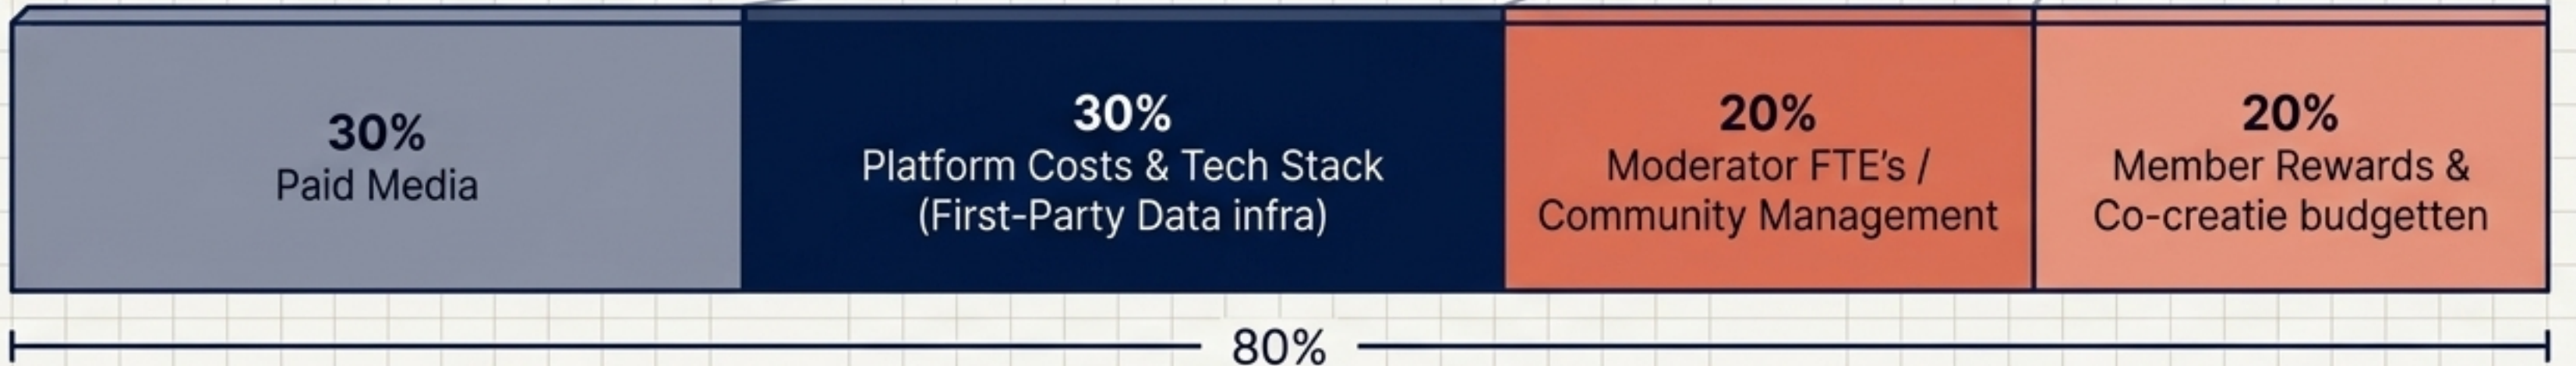 30%
Paid Media
30%
Platform Costs & Tech Stack
(First-Party Data infra)
20%
Moderator FTE's /
Community Management
20%
Member Rewards &
Co-creatie budgetten
80%